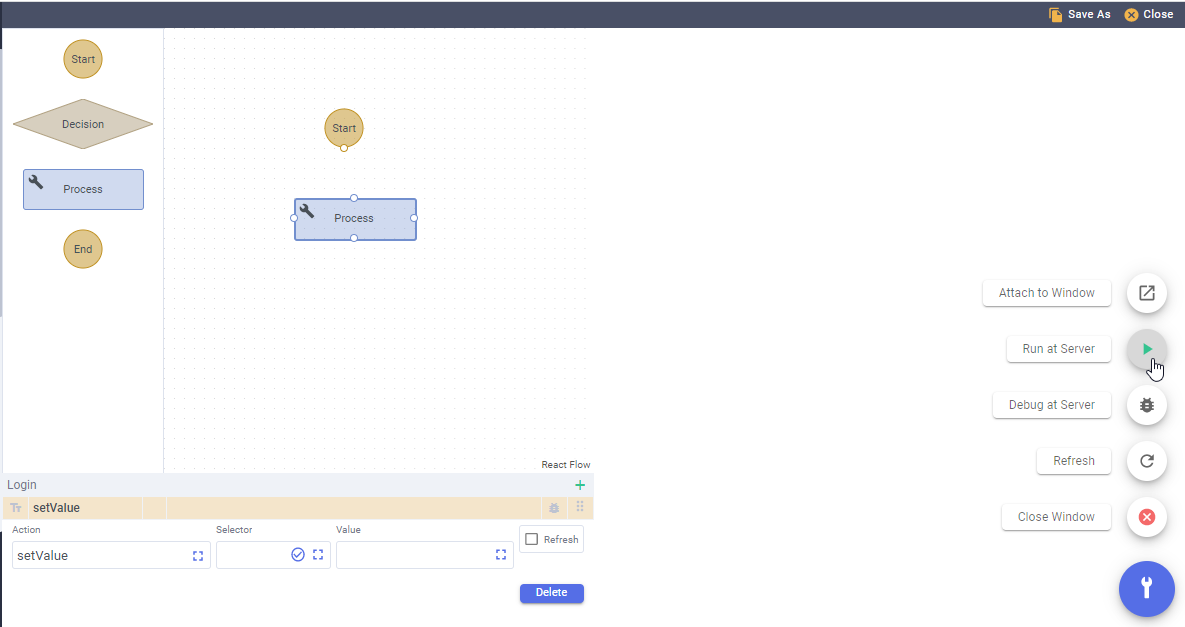 Save As
Close
Start
Decision
Process
End
Start
Process
React Flow
Attach to Window
Run at Server
Debug at Server
Refresh
Close Window
Login
Tт setValue
Action
Selector
Value
setValue
Refresh
Delete